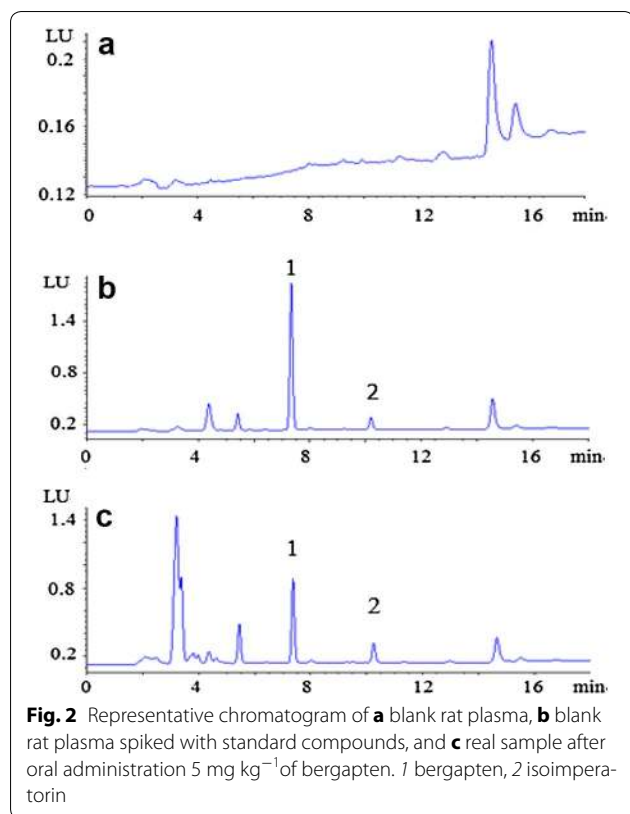 LU
a
0.2
0.16
0.12
0 4 8 12 16 min
LU
b
1
1.4
0.8
2
0.2
0 4 8 12 16 min
LU
c
1.4
1
0.8
2
0.2
0 4 8 12 16 min
Fig. 2 Representative chromatogram of a blank rat plasma, b blank
rat plasma spiked with standard compounds, and c real sample after
oral administration 5 mg kg−1of bergapten. 1 bergapten, 2 isoimpera-
torin